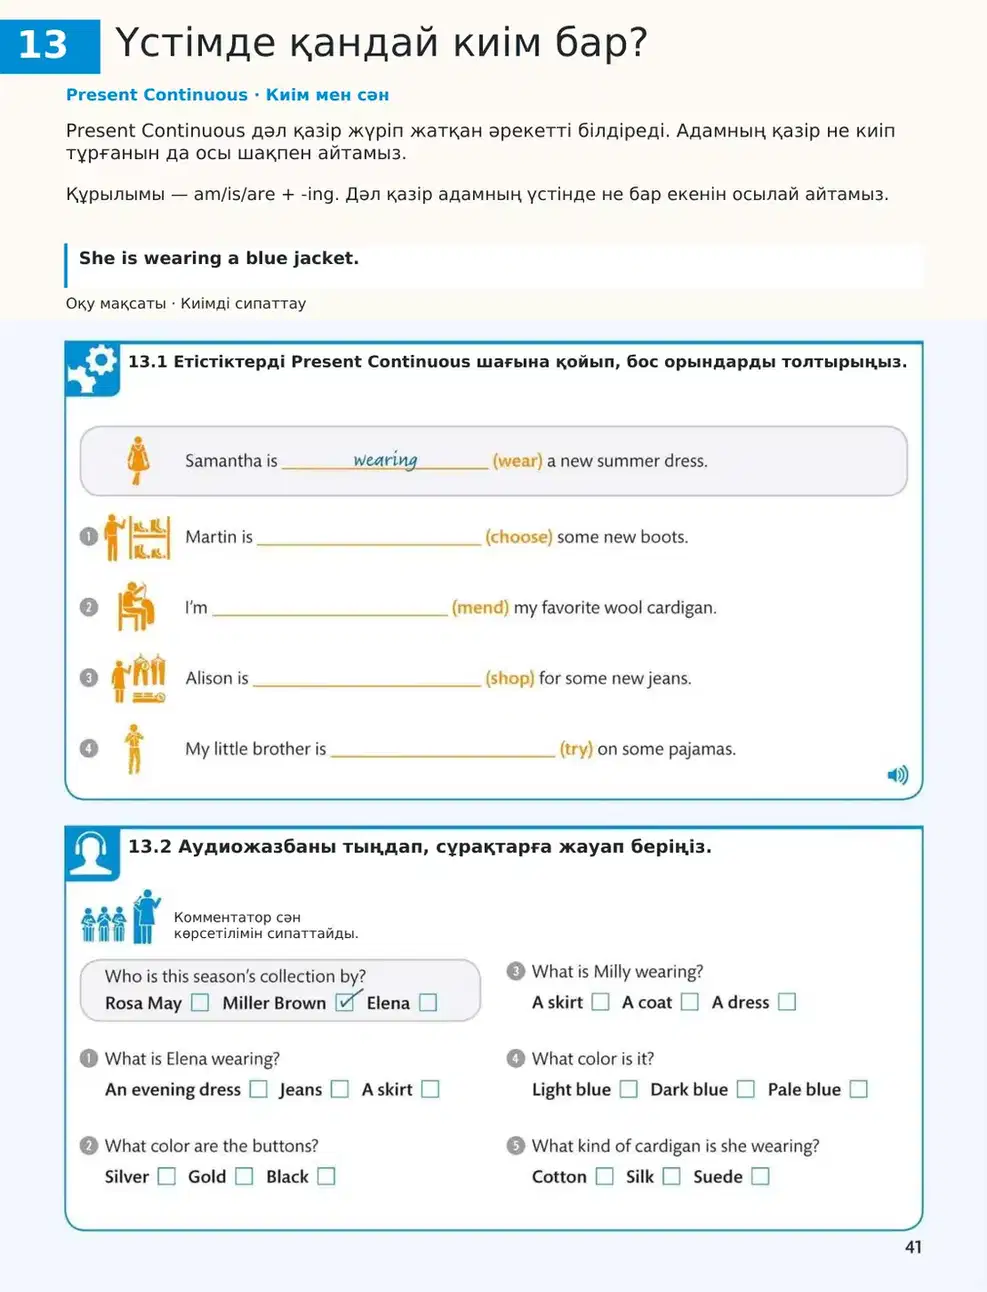 13 Үстімде қандай киім бар?
Present Continuous · Киім мен сән
Present Continuous дәл қазір жүріп жатқан әрекетті білдіреді. Адамның қазір не киіп
тұрғанын да осы шақпен айтамыз.
Құрылымы — am/is/are + -ing. Дәл қазір адамның үстінде не бар екенін осылай айтамыз.
She is wearing a blue jacket.
Оқу мақсаты · Киімді сипаттау
13.1 Етістіктерді Present Continuous шағына қойып, бос орындарды толтырыңыз.
Samantha is wearing (wear) a new summer dress.
1 Martin is (choose) some new boots.
2 I'm (mend) my favorite wool cardigan.
3 Alison is (shop) for some new jeans.
4 My little brother is (try) on some pajamas.
13.2 Аудиожазбаны тыңдап, сұрақтарға жауап беріңіз.
Комментатор сән
көрсетілімін сипаттайды.
Who is this season's collection by?
Rosa May Miller Brown Elena
1 What is Elena wearing?
An evening dress Jeans A skirt
2 What color are the buttons?
Silver Gold Black
3 What is Milly wearing?
A skirt A coat A dress
4 What color is it?
Light blue Dark blue Pale blue
5 What kind of cardigan is she wearing?
Cotton Silk Suede
41